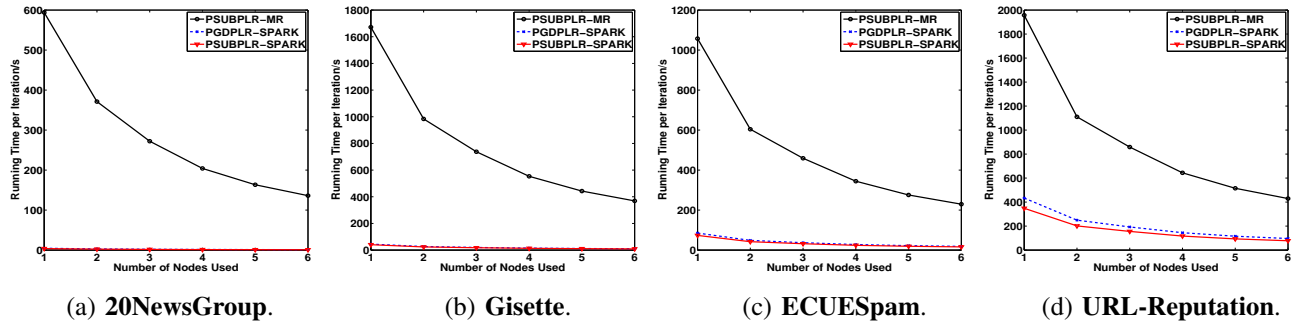 Running Time per Iteration/s
600
500
400
300
200
100
0
1 2 3 4 5 6
Number of Nodes Used
PSUBPLR-MR
PGDPLR-SPARK
PSUBPLR-SPARK
(a) 20NewsGroup.
Running Time per Iteration/s
1800
1600
1400
1200
1000
800
600
400
200
0
1 2 3 4 5 6
Number of Nodes Used
PSUBPLR-MR
PGDPLR-SPARK
PSUBPLR-SPARK
(b) Gisette.
Running Time per Iteration/s
1200
1000
800
600
400
200
0
1 2 3 4 5 6
Number of Nodes Used
PSUBPLR-MR
PGDPLR-SPARK
PSUBPLR-SPARK
(c) ECUESpam.
Running Time per Iteration/s
2000
1800
1600
1400
1200
1000
800
600
400
200
0
1 2 3 4 5 6
Number of Nodes Used
PSUBPLR-MR
PGDPLR-SPARK
PSUBPLR-SPARK
(d) URL-Reputation.